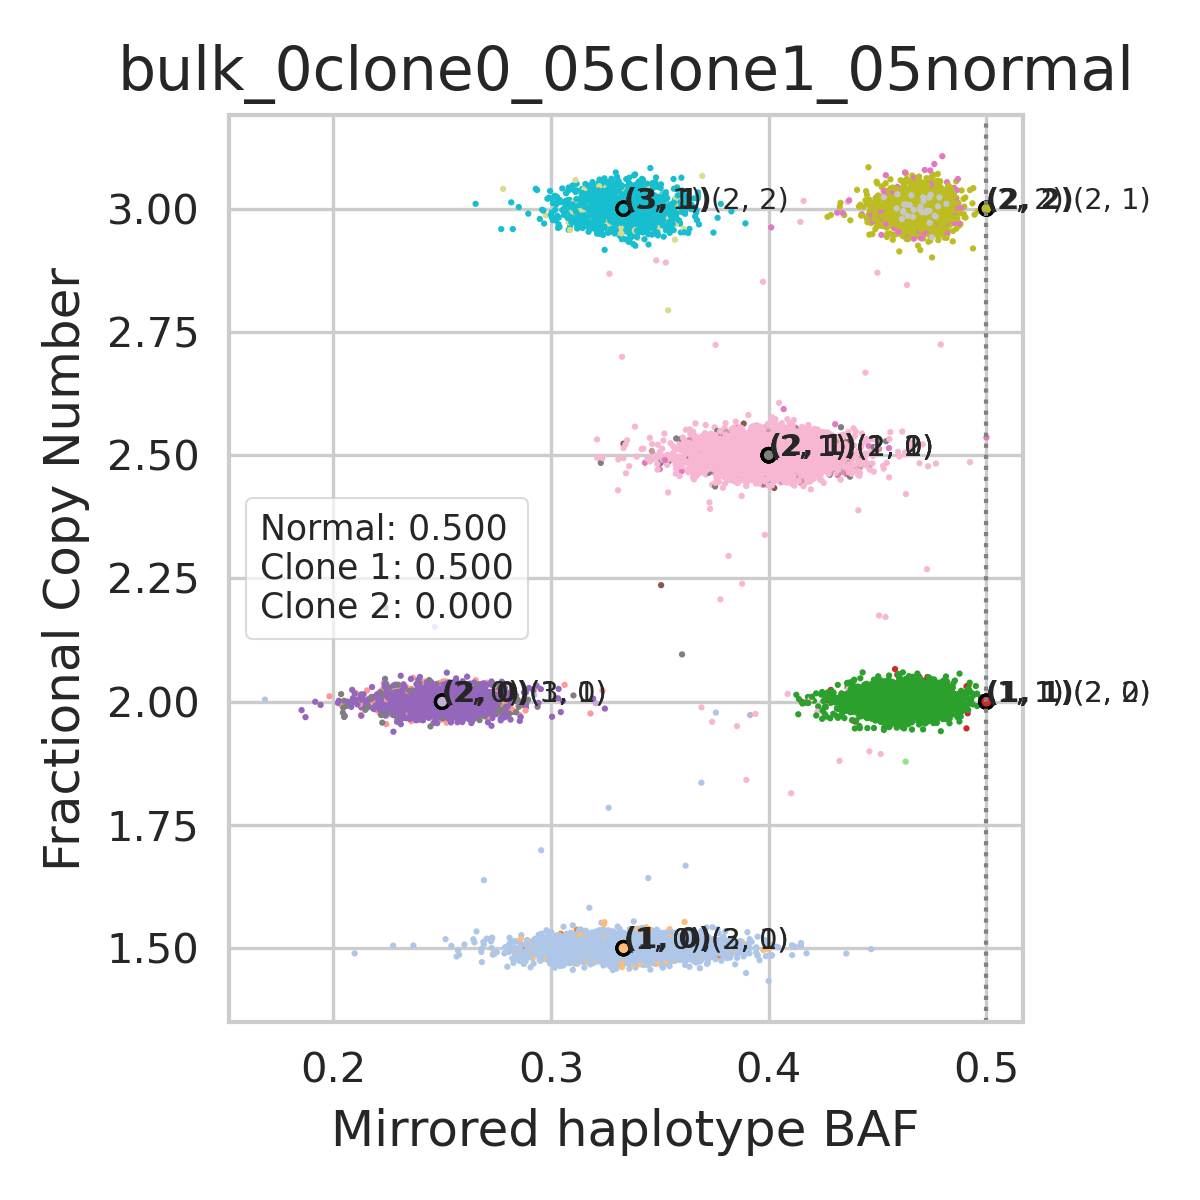 bulk_0clone0_05clone1_05normal
Fractional Copy Number
3.00
2.75
2.50
2.25
2.00
1.75
1.50
(3, 1) (2, 2)
(2, 2) (2, 1)
(2, 1)
Normal: 0.500
Clone 1: 0.500
Clone 2: 0.000
(2, 0)
(1, 1)
(1, 0)
0.2
0.3
0.4
0.5
Mirrored haplotype BAF